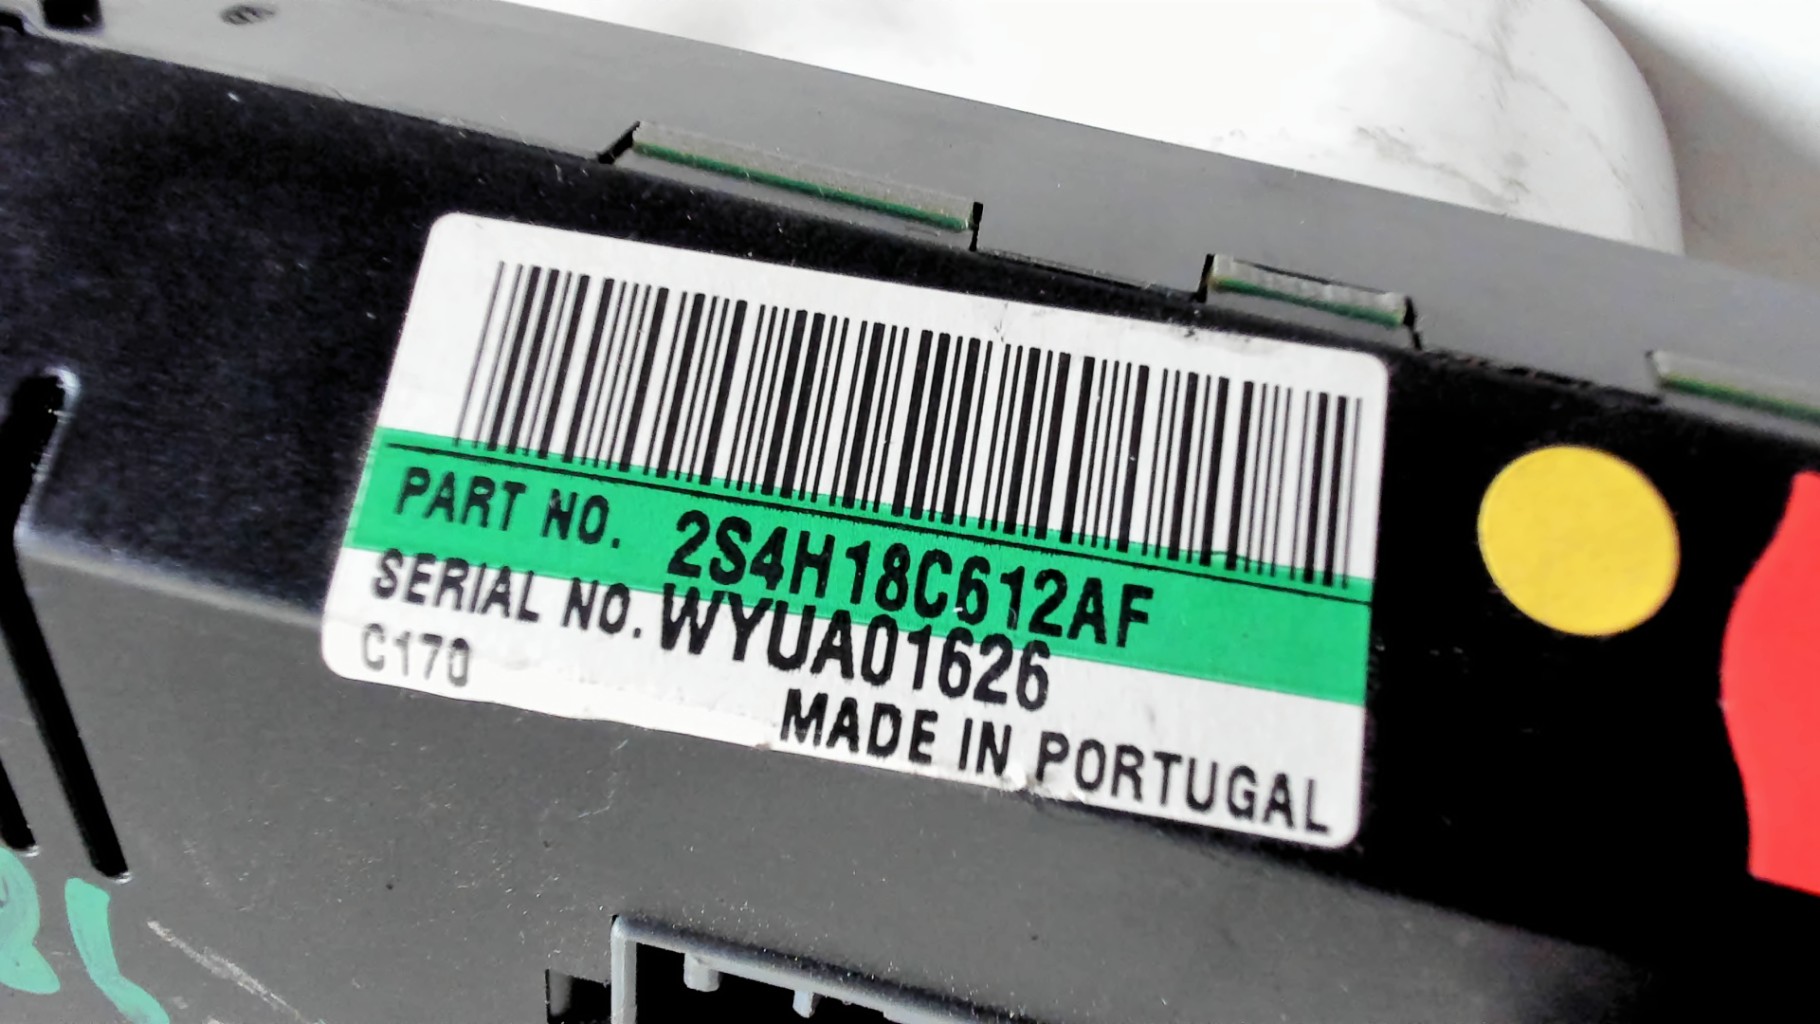 PART NO. 2S4H18C612AF
SERIAL NO. WYUA01626
C170
MADE IN PORTUGAL